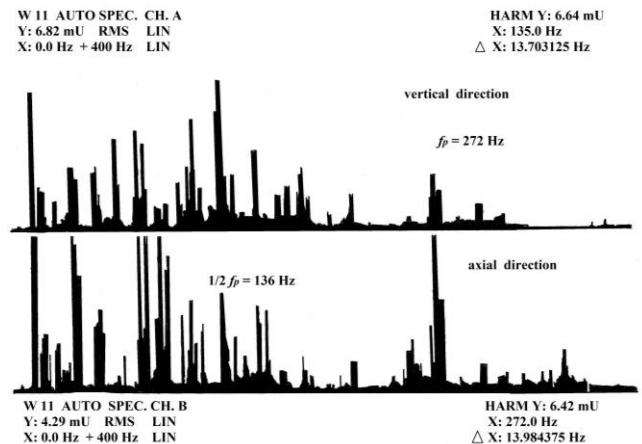 W 11 AUTO SPEC. CH. A
Y: 6.82 mU RMS LIN
X: 0.0 Hz + 400 Hz LIN
HARM Y: 6.64 mU
X: 135.0 Hz
△ X: 13.703125 Hz
vertical direction
fp = 272 Hz
axial direction
1/2 fp = 136 Hz
W 11 AUTO SPEC. CH. B
Y: 4.29 mU RMS LIN
X: 0.0 Hz + 400 Hz LIN
HARM Y: 6.42 mU
X: 272.0 Hz
△ X: 13.984375 Hz